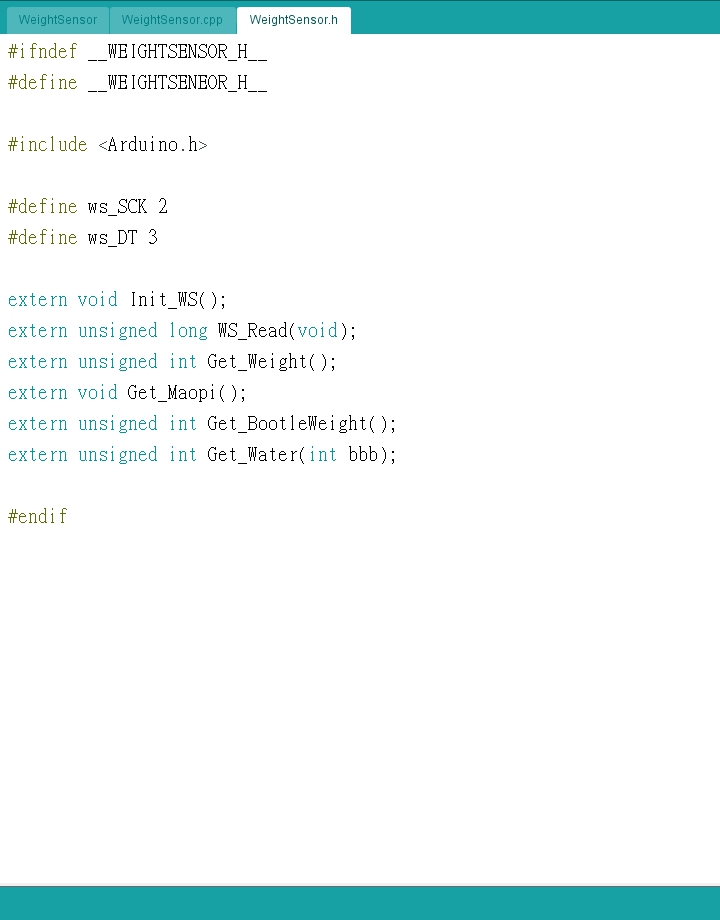 WeightSensor WeightSensor.cpp WeightSensor.h
#ifndef __WEIGHTSENSOR_H__
#define __WEIGHTSENEOR_H__
#include <Arduino.h>
#define ws_SCK 2
#define ws_DT 3
extern void Init_WS();
extern unsigned long WS_Read(void);
extern unsigned int Get_Weight();
extern void Get_Maopi();
extern unsigned int Get_BootleWeight();
extern unsigned int Get_Water(int bbb);
#endif